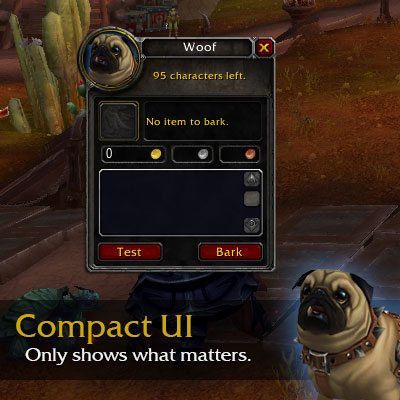 Woof
95 characters left.
No item to bark.
0
Test
Bark
Compact UI
Only shows what matters.